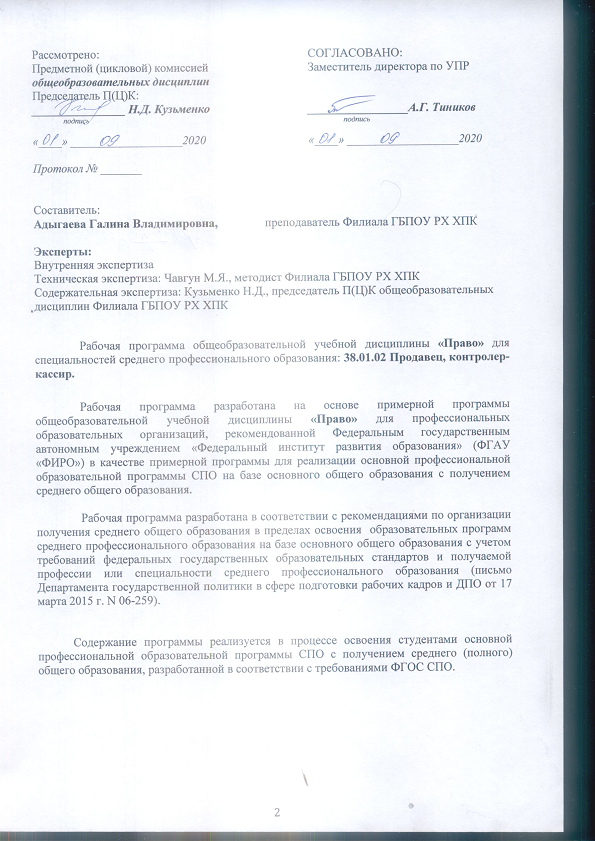 Рассмотрено:
Предметной (цикловой) комиссией
общеобразовательных дисциплин
Председатель П(Ц)К:
_______________ Н.Д. Кузьменко
подпись
« 01 » __ 09 __ 2020
Протокол № _______
СОГЛАСОВАНО:
Заместитель директора по УПР
_______________А.Г. Тиников
подпись
« 01 » __ 09 __ 2020
Составитель:
Адыгаева Галина Владимировна, преподаватель Филиала ГБПОУ РХ ХПК
Эксперты:
Внутренняя экспертиза
Техническая экспертиза: Чавгун М.Я., методист Филиала ГБПОУ РХ ХПК
Содержательная экспертиза: Кузьменко Н.Д., председатель П(Ц)К общеобразовательных
дисциплин Филиала ГБПОУ РХ ХПК
Рабочая программа общеобразовательной учебной дисциплины «Право» для
специальностей среднего профессионального образования: 38.01.02 Продавец, контролер-
кассир.
Рабочая программа разработана на основе примерной программы
общеобразовательной учебной дисциплины «Право» для профессиональных
образовательных организаций, рекомендованной Федеральным государственным
автономным учреждением «Федеральный институт развития образования» (ФГАУ
«ФИРО») в качестве примерной программы для реализации основной профессиональной
образовательной программы СПО на базе основного общего образования с получением
среднего общего образования.
Рабочая программа разработана в соответствии с рекомендациями по организации
получения среднего общего образования в пределах освоения образовательных программ
среднего профессионального образования на базе основного общего образования с учетом
требований федеральных государственных образовательных стандартов и получаемой
профессии или специальности среднего профессионального образования (письмо
Департамента государственной политики в сфере подготовки рабочих кадров и ДПО от 17
марта 2015 г. N 06-259).
Содержание программы реализуется в процессе освоения студентами основной
профессиональной образовательной программы СПО с получением среднего (полного)
общего образования, разработанной в соответствии с требованиями ФГОС СПО.
2